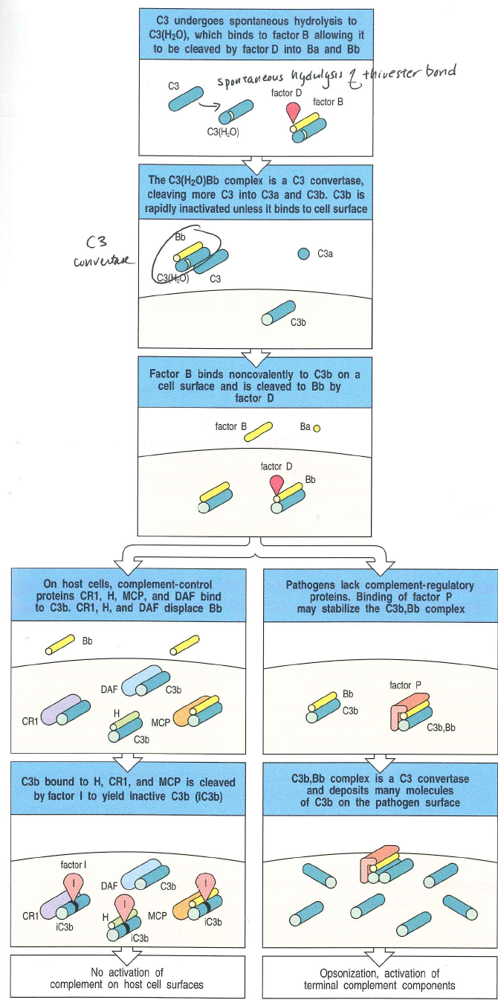 C3 undergoes spontaneous hydrolysis to
C3(H₂O), which binds to factor B allowing it
to be cleaved by factor D into Ba and Bb
spontaneous hydulysis of thivester bond
C3
factor D
factor B
C3(H₂O)
The C3(H₂O)Bb complex is a C3 convertase,
cleaving more C3 into C3a and C3b. C3b is
rapidly inactivated unless it binds to cell surface
C3
convertase
Bb
C3a
C3(H₂O)
C3
C3b
Factor B binds noncovalently to C3b on a
cell surface and is cleaved to Bb by
factor D
factor B
Ba
factor D
Bb
On host cells, complement-control
proteins CR1, H, MCP, and DAF bind
to C3b. CR1, H, and DAF displace Bb
Bb
DAF
C3b
CR1
H
MCP
C3b
C3b bound to H, CR1, and MCP is cleaved
by factor I to yield inactive C3b (iC3b)
factor I
I
DAF
C3b
I
I
CR1
iC3b
H
MCP
iC3b
iC3b
No activation of
complement on host cell surfaces
Pathogens lack complement-regulatory
proteins. Binding of factor P
may stabilize the C3b,Bb complex
factor P
Bb
C3b
C3b,Bb
C3b,Bb complex is a C3 convertase
and deposits many molecules
of C3b on the pathogen surface
Opsonization, activation of
terminal complement components